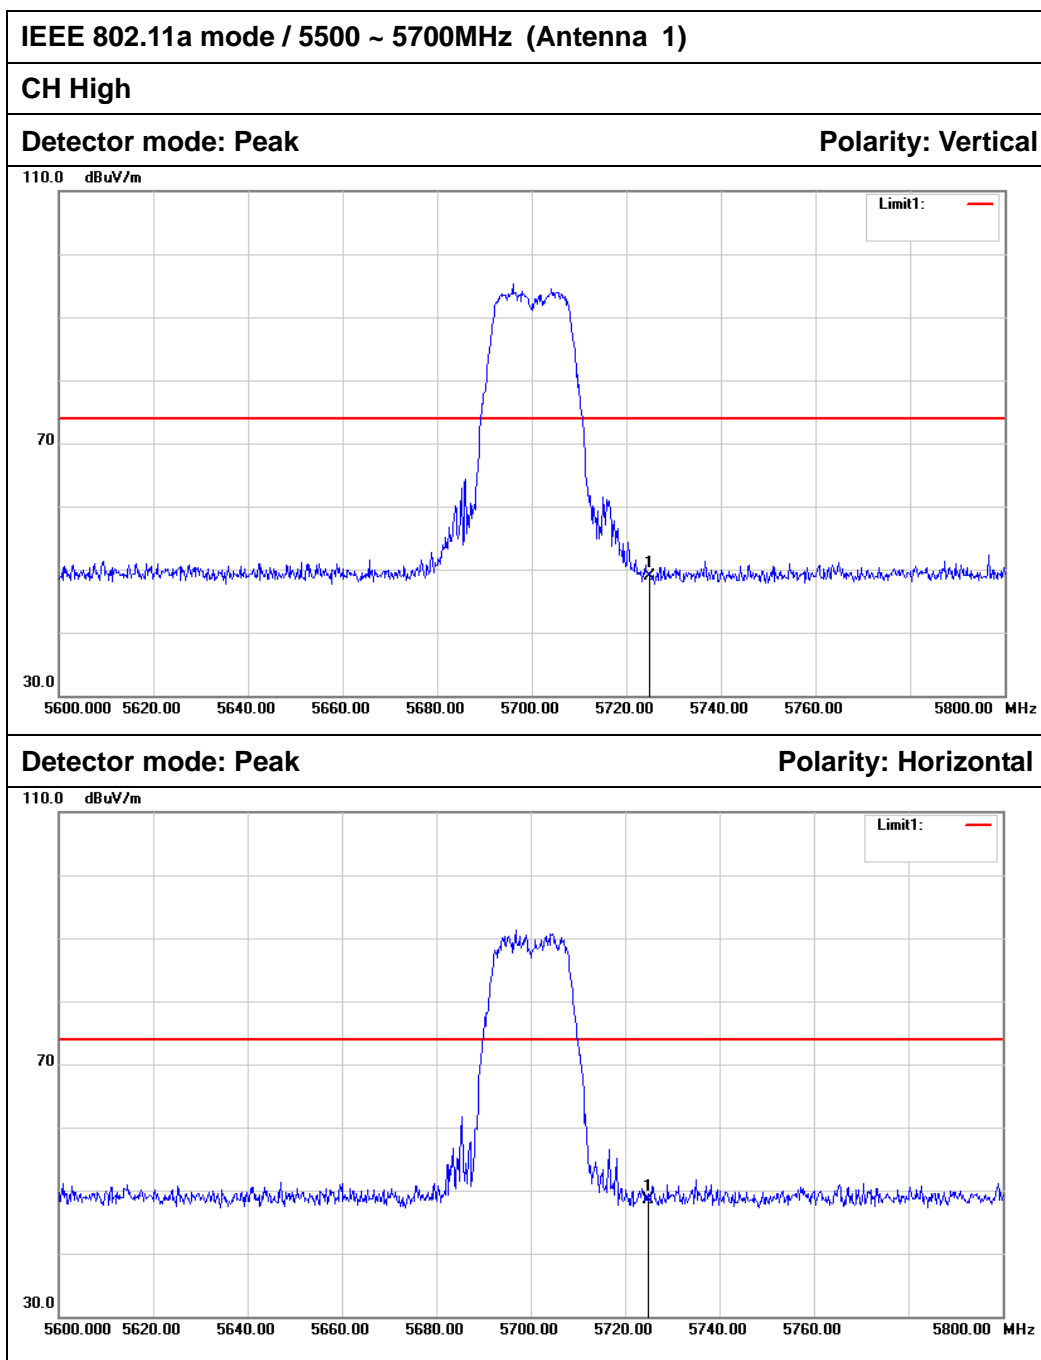 IEEE 802.11a mode / 5500 ~ 5700MHz (Antenna 1)
CH High
Detector mode: Peak Polarity: Vertical
110.0 dBuV/m
Limit1:
70
1
30.0
5600.000 5620.00 5640.00 5660.00 5680.00 5700.00 5720.00 5740.00 5760.00 5800.00 MHz
Detector mode: Peak Polarity: Horizontal
110.0 dBuV/m
Limit1:
70
1
30.0
5600.000 5620.00 5640.00 5660.00 5680.00 5700.00 5720.00 5740.00 5760.00 5800.00 MHz